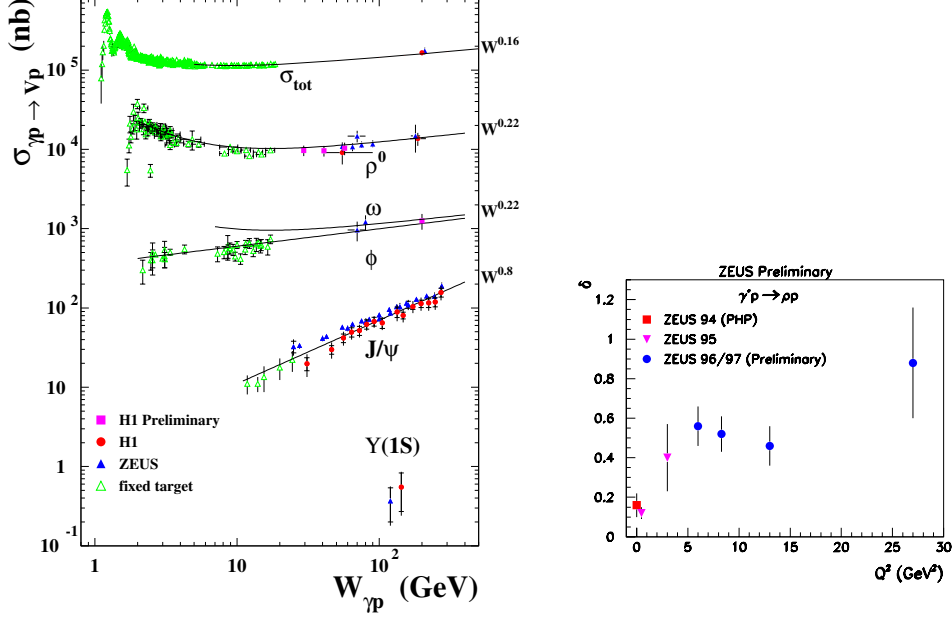 σγp → Vp (nb)
10^5
10^4
10^3
10^2
10
1
10^-1
1
10
10^2
Wγp (GeV)
σtot
ρ^0
ω
ϕ
J/ψ
Υ(1S)
W^0.16
W^0.22
W^0.22
W^0.8
H1 Preliminary
H1
ZEUS
fixed target
ZEUS Preliminary
γ*p → ρp
ZEUS 94 (PHP)
ZEUS 95
ZEUS 96/97 (Preliminary)
δ
1.2
1
0.8
0.6
0.4
0.2
0
0
5
10
15
20
25
30
Q² (GeV²)